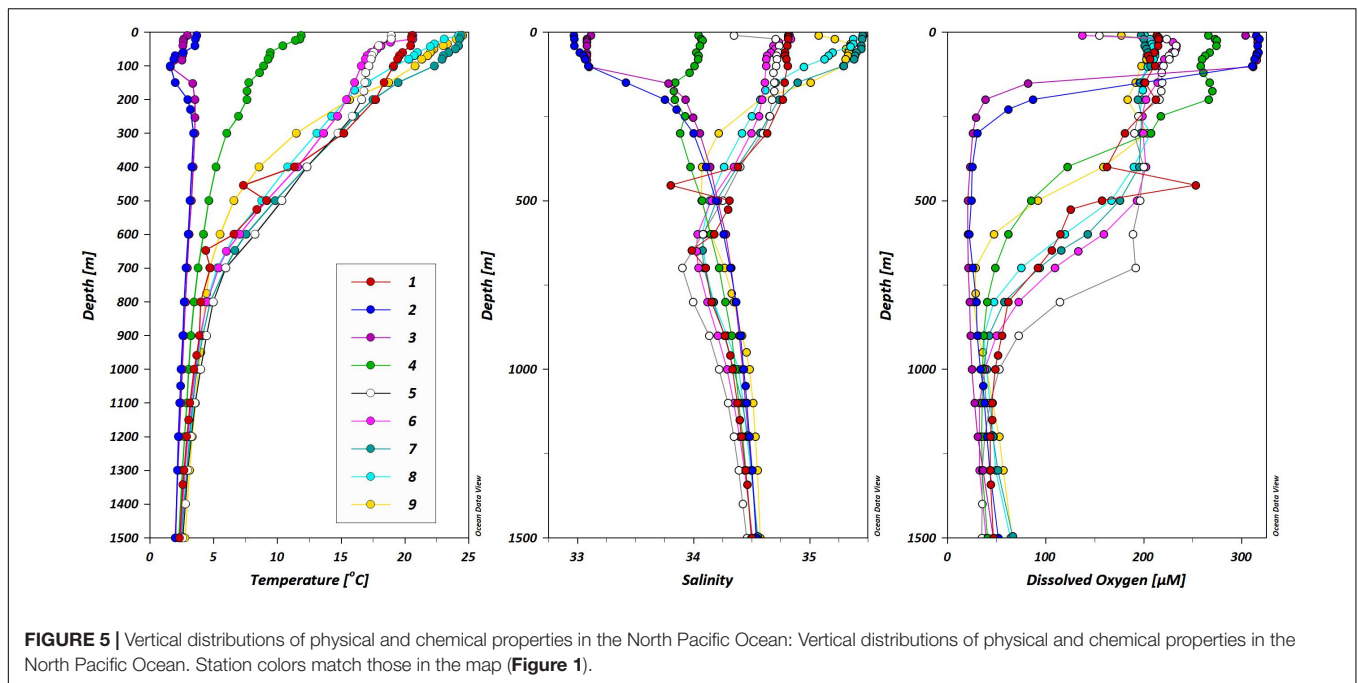 0
100
200
300
400
500
600
700
800
900
1000
1100
1200
1300
1400
1500
Depth [m]
0 5 10 15 20 25
Temperature [°C]
1
2
3
4
5
6
7
8
9
Ocean Data View
0
500
1000
1500
Depth [m]
33 34 35
Salinity
Ocean Data View
0
500
1000
1500
Depth [m]
0 100 200 300
Dissolved Oxygen [µM]
Ocean Data View
FIGURE 5 | Vertical distributions of physical and chemical properties in the North Pacific Ocean: Vertical distributions of physical and chemical properties in the
North Pacific Ocean. Station colors match those in the map (Figure 1).